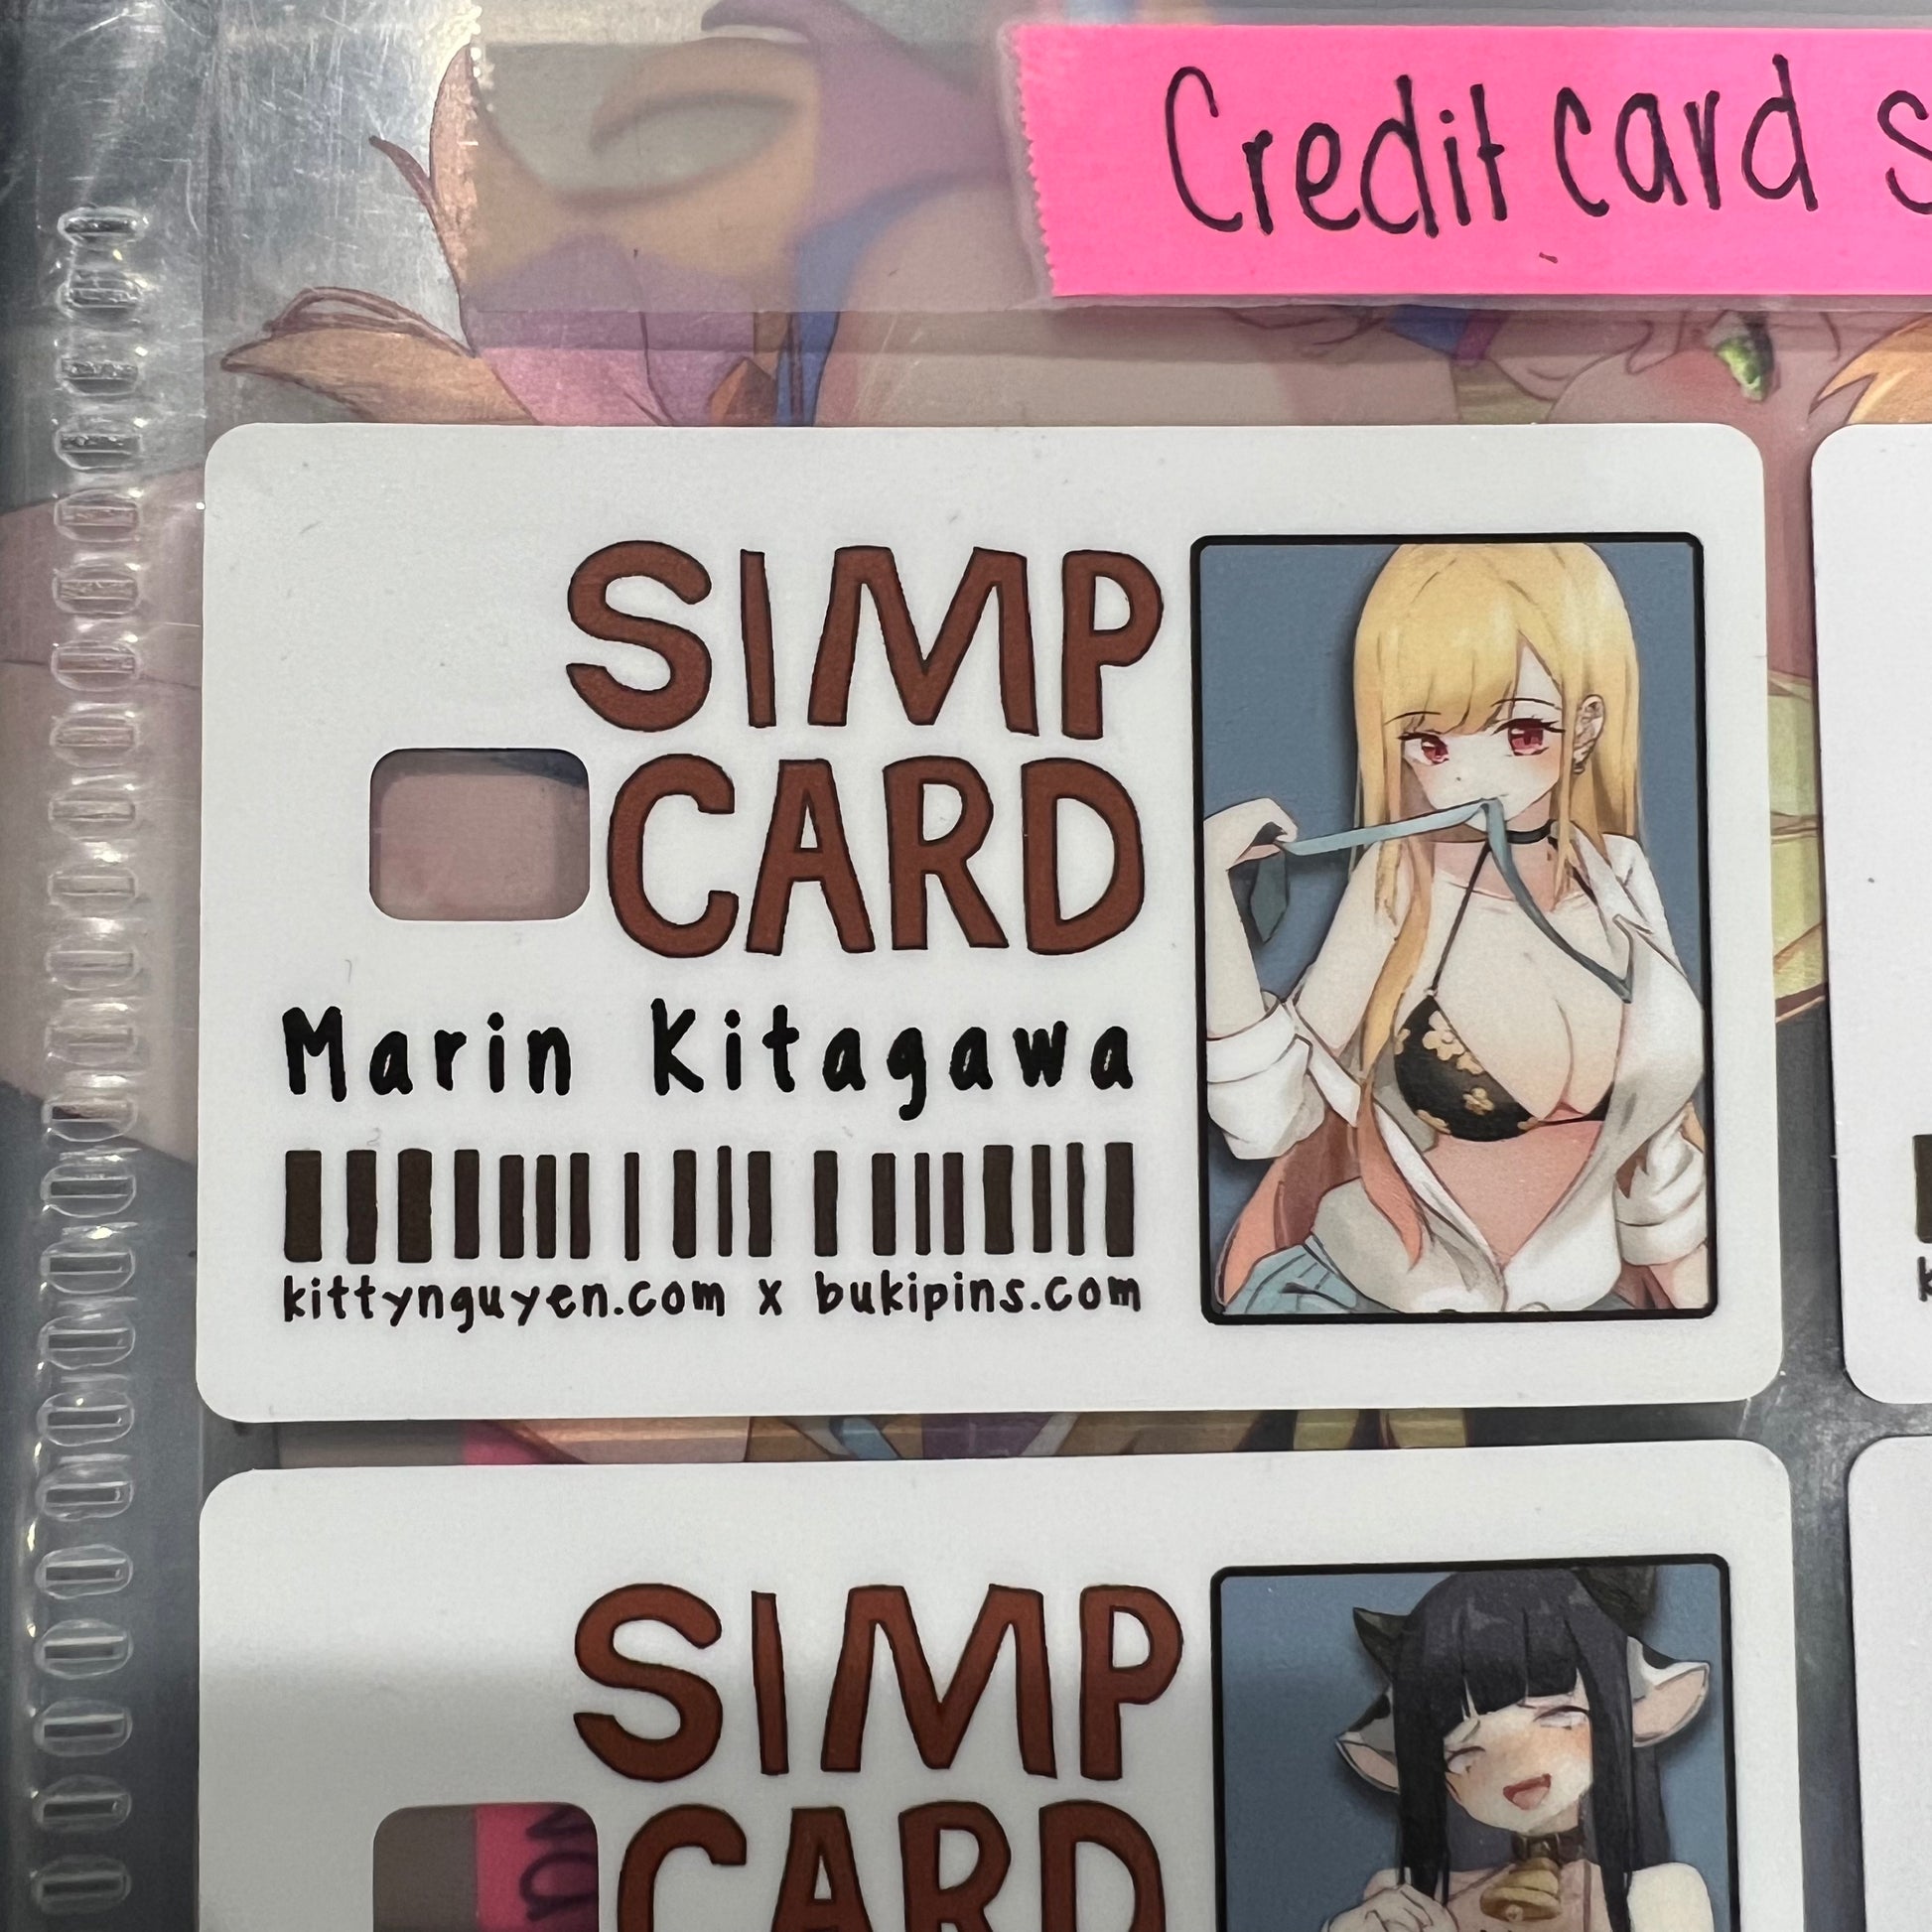 Credit card s
SIMP
CARD
Marin Kitagawa
kittynguyen.com x bukipins.com
SIMP
CARD